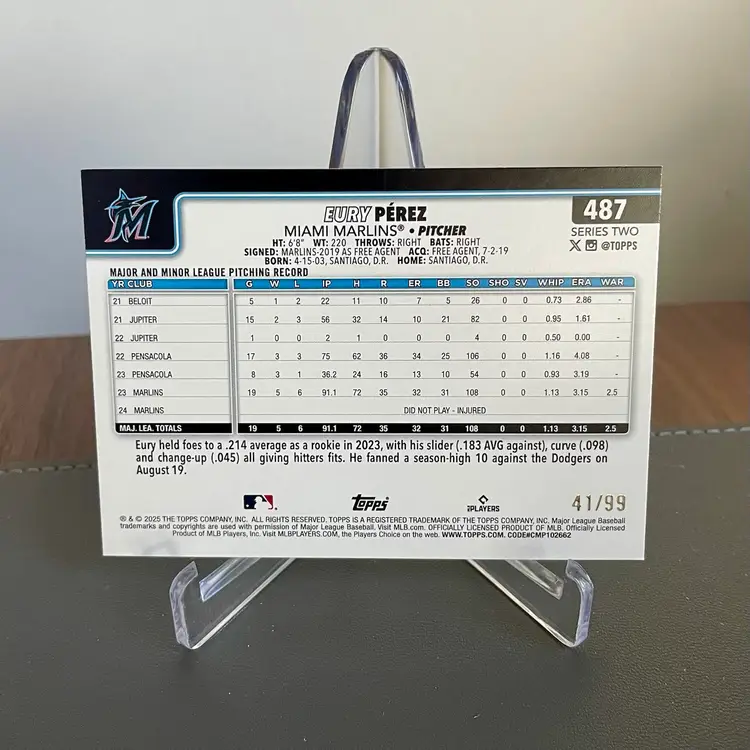 M
EURY PÉREZ
487
MIAMI MARLINS® • PITCHER
SERIES TWO
HT: 6'8" WT: 220 THROWS: RIGHT BATS: RIGHT
X @TOPPS
SIGNED: MARLINS-2019 AS FREE AGENT ACQ: FREE AGENT, 7-2-19
BORN: 4-15-03, SANTIAGO, D.R. HOME: SANTIAGO, D.R.
MAJOR AND MINOR LEAGUE PITCHING RECORD
YR CLUB G W L IP H R ER BB SO SHO SV WHIP ERA WAR
21 BELOIT 5 1 2 22 11 10 7 5 26 0 0 0.73 2.86 -
21 JUPITER 15 2 3 56 32 14 10 21 82 0 0 0.95 1.61 -
22 JUPITER 1 0 0 2 1 0 0 0 4 0 0 0.50 0.00 -
22 PENSACOLA 17 3 3 75 62 36 34 25 106 0 0 1.16 4.08 -
23 PENSACOLA 8 3 1 36.2 24 16 13 10 54 0 0 0.93 3.19 -
23 MARLINS 19 5 6 91.1 72 35 32 31 108 0 0 1.13 3.15 2.5
24 MARLINS DID NOT PLAY - INJURED
MAJ. LEA. TOTALS 19 5 6 91.1 72 35 32 31 108 0 0 1.13 3.15 2.5
Eury held foes to a .214 average as a rookie in 2023, with his slider (.183 AVG against), curve (.098)
and change-up (.045) all giving hitters fits. He fanned a season-high 10 against the Dodgers on
August 19.
Topps
PLAYERS
41/99
® & © 2025 THE TOPPS COMPANY, INC. ALL RIGHTS RESERVED. TOPPS IS A REGISTERED TRADEMARK OF THE TOPPS COMPANY, INC. Major League Baseball
trademarks and copyrights are used with permission of Major League Baseball. Visit MLB.com. OFFICIALLY LICENSED PRODUCT OF MLB. Officially Licensed
Product of MLB Players, Inc. Visit MLBPLAYERS.COM, the Players Choice on the web. WWW.TOPPS.COM. CODE#CMP102662